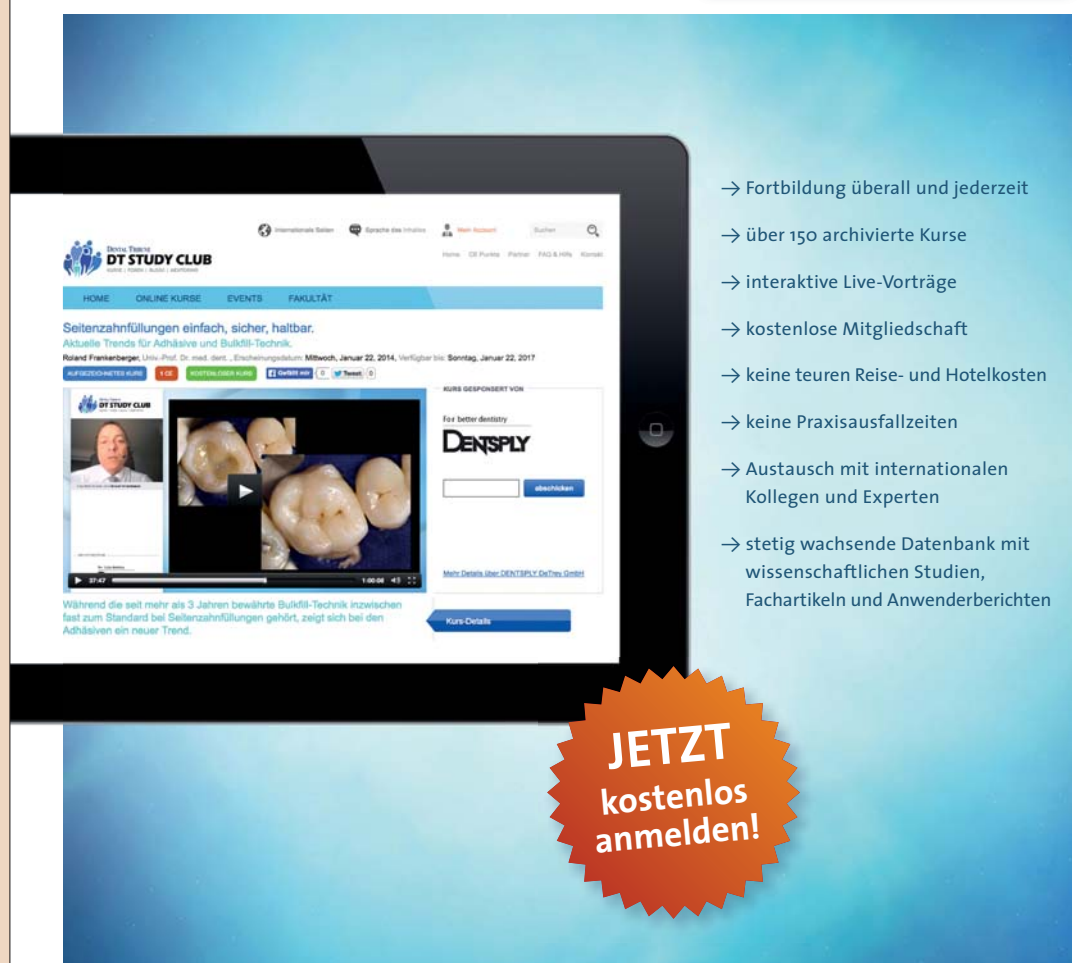 Internationale Seiten
Sprache des Inhaltes
Mein Account
Suchen
DENTAL TRIBUNE
DT STUDY CLUB
Home CE Punkte Partner FAQ & Hilfe Kontakt
HOME ONLINE KURSE EVENTS FAKULTÄT
Seitenzahnfüllungen einfach, sicher, haltbar.
Aktuelle Trends für Adhäsive und Bulkfill-Technik.
Roland Frankenberger, Univ.-Prof. Dr. med. dent. , Erscheinungsdatum: Mittwoch, Januar 22, 2014, Verfügbar bis: Sonntag, Januar 22, 2017
AUFGEZEICHNETER KURS 1 CE KOSTENLOSER KURS Gefällt mir 0 Tweet 0
DT STUDY CLUB
KURS GESPONSERT VON
For better dentistry
DENTSPLY
abschicken
Mehr Details über DENTSPLY DeTrey GmbH
37:47 1:00:06
Während die seit mehr als 3 Jahren bewährte Bulkfill-Technik inzwischen
fast zum Standard bei Seitenzahnfüllungen gehört, zeigt sich bei den
Adhäsiven ein neuer Trend.
Kurs-Details
→ Fortbildung überall und jederzeit
→ über 150 archivierte Kurse
→ interaktive Live-Vorträge
→ kostenlose Mitgliedschaft
→ keine teuren Reise- und Hotelkosten
→ keine Praxisausfallzeiten
→ Austausch mit internationalen
Kollegen und Experten
→ stetig wachsende Datenbank mit
wissenschaftlichen Studien,
Fachartikeln und Anwenderberichten
JETZT
kostenlos
anmelden!